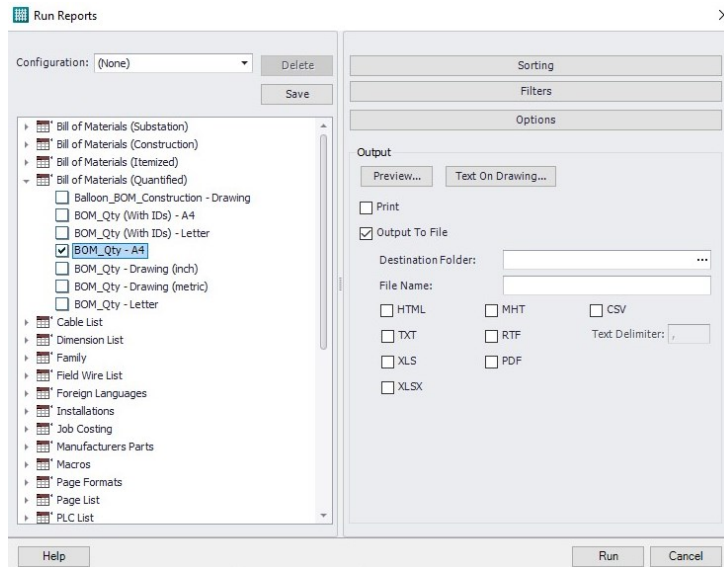 Run Reports
Configuration: (None)
Delete
Save
Bill of Materials (Substation)
Bill of Materials (Construction)
Bill of Materials (Itemized)
Bill of Materials (Quantified)
Balloon_BOM_Construction - Drawing
BOM_Qty (With IDs) - A4
BOM_Qty (With IDs) - Letter
BOM_Qty - A4
BOM_Qty - Drawing (inch)
BOM_Qty - Drawing (metric)
BOM_Qty - Letter
Cable List
Dimension List
Family
Field Wire List
Foreign Languages
Installations
Job Costing
Manufacturers Parts
Macros
Page Formats
Page List
PLC List
Sorting
Filters
Options
Output
Preview... Text On Drawing...
Print
Output To File
Destination Folder: ...
File Name:
HTML MHT CSV
TXT RTF Text Delimiter: ,
XLS PDF
XLSX
Help Run Cancel